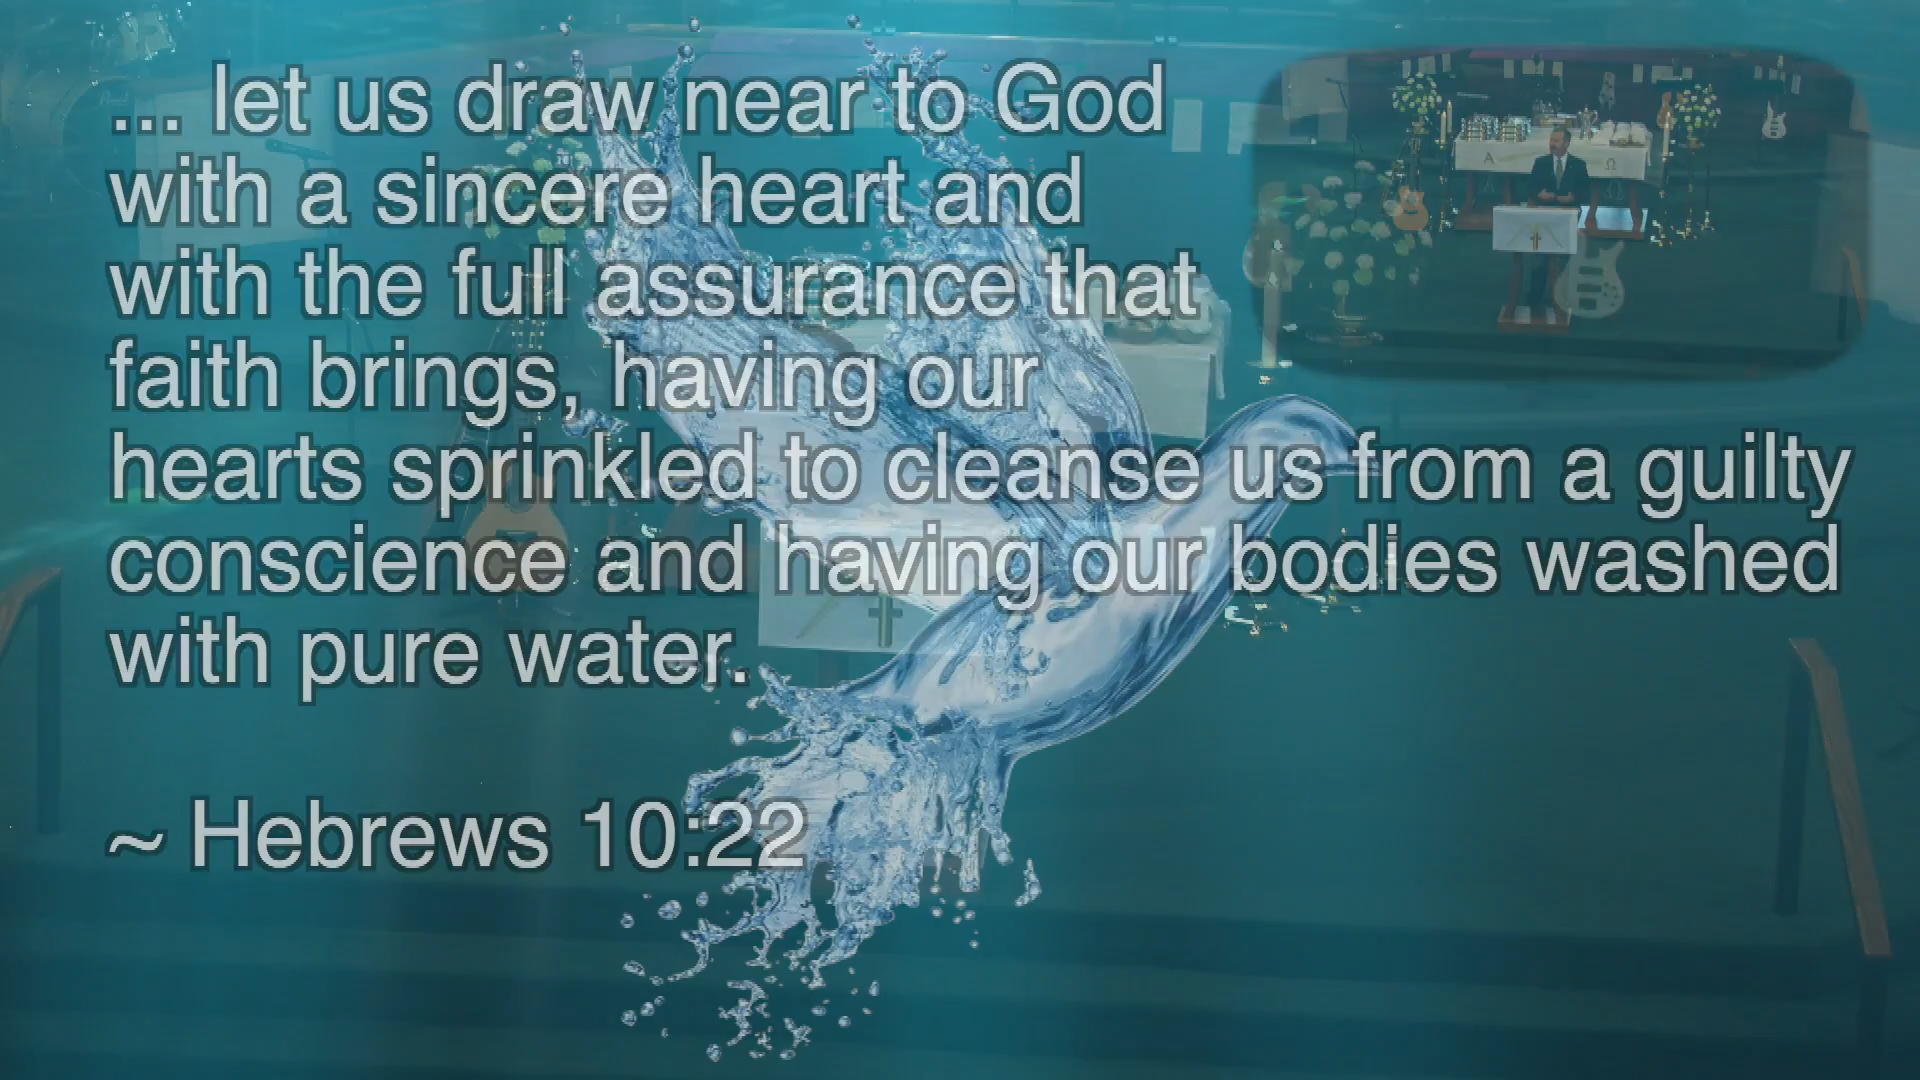 ... let us draw near to God
with a sincere heart and
with the full assurance that
faith brings, having our
hearts sprinkled to cleanse us from a guilty
conscience and having our bodies washed
with pure water.
~ Hebrews 10:22
Α Ω